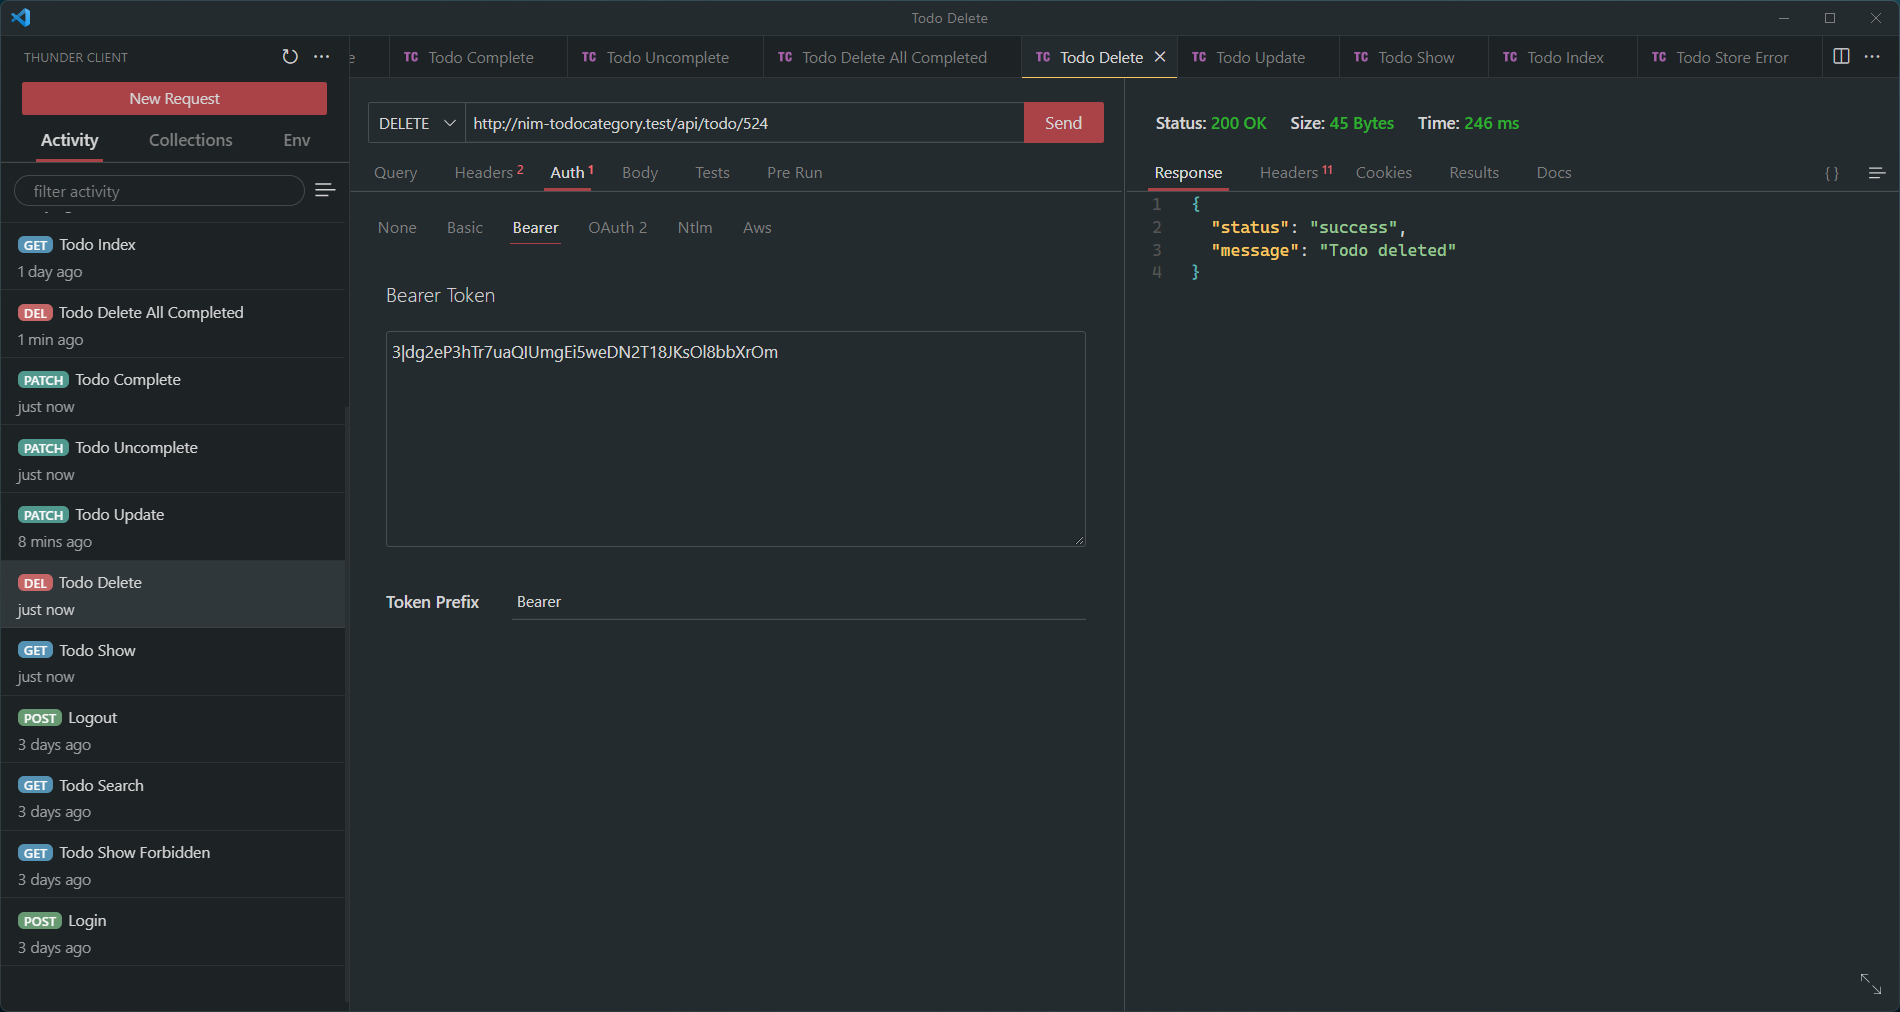 Todo Delete
THUNDER CLIENT
New Request
Activity Collections Env
filter activity
GET Todo Index
1 day ago
DEL Todo Delete All Completed
1 min ago
PATCH Todo Complete
just now
PATCH Todo Uncomplete
just now
PATCH Todo Update
8 mins ago
DEL Todo Delete
just now
GET Todo Show
just now
POST Logout
3 days ago
GET Todo Search
3 days ago
GET Todo Show Forbidden
3 days ago
POST Login
3 days ago
e TC Todo Complete TC Todo Uncomplete TC Todo Delete All Completed TC Todo Delete TC Todo Update TC Todo Show TC Todo Index TC Todo Store Error
DELETE http://nim-todocategory.test/api/todo/524 Send
Query Headers 2 Auth 1 Body Tests Pre Run
None Basic Bearer OAuth 2 Ntlm Aws
Bearer Token
3|dg2eP3hTr7uaQIUmgEi5weDN2T18JKsOl8bbXrOm
Token Prefix Bearer
Status: 200 OK Size: 45 Bytes Time: 246 ms
Response Headers 11 Cookies Results Docs { }
1 {
2 "status": "success",
3 "message": "Todo deleted"
4 }